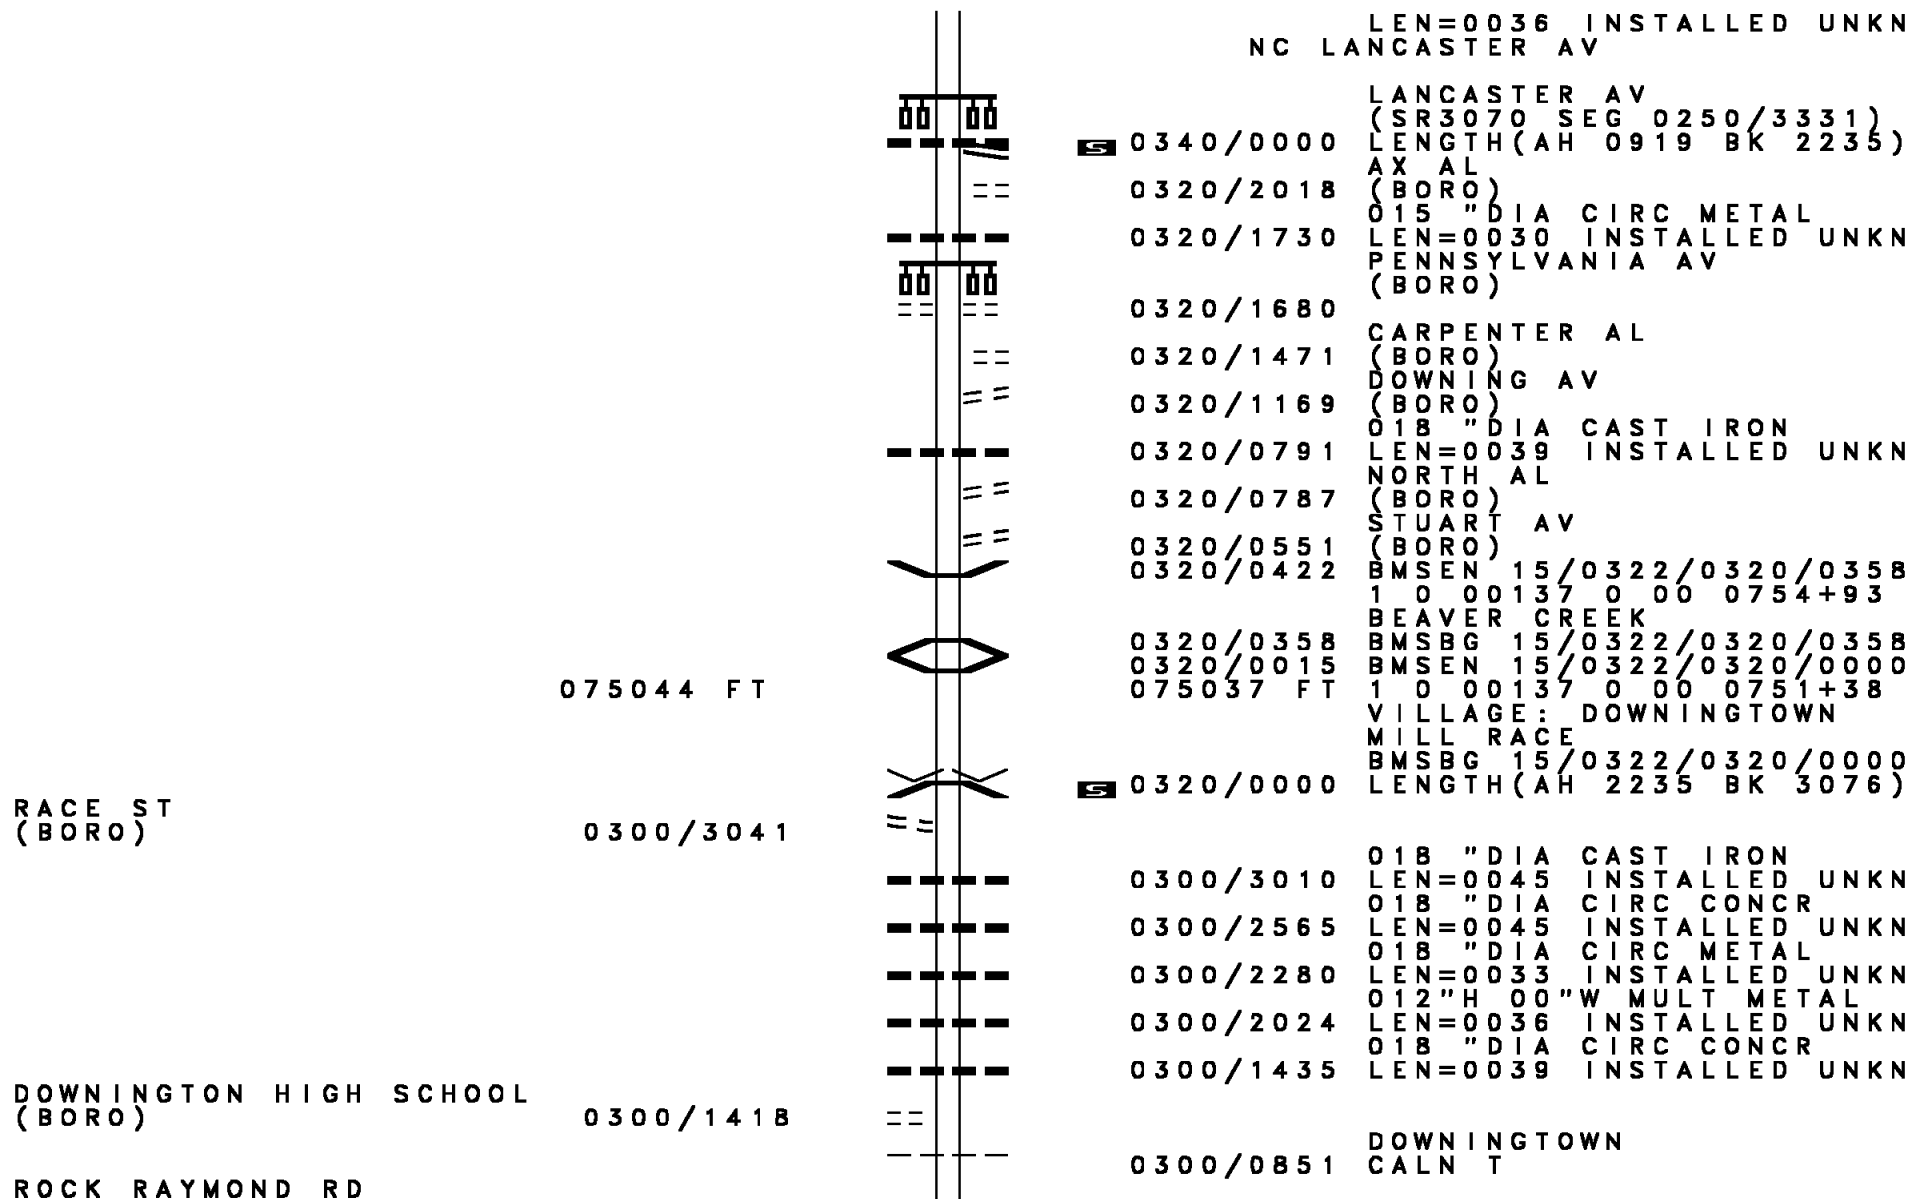 LEN=0036 INSTALLED UNKN
NC LANCASTER AV
LANCASTER AV
(SR3070 SEG 0250/3331)
S 0340/0000 LENGTH(AH 0919 BK 2235)
AX AL
0320/2018 (BORO)
015 "DIA CIRC METAL
0320/1730 LEN=0030 INSTALLED UNKN
PENNSYLVANIA AV
(BORO)
0320/1680
CARPENTER AL
0320/1471 (BORO)
DOWNING AV
0320/1169 (BORO)
018 "DIA CAST IRON
0320/0791 LEN=0039 INSTALLED UNKN
NORTH AL
0320/0787 (BORO)
STUART AV
0320/0551 (BORO)
0320/0422 BMSEN 15/0322/0320/0358
1 0 00137 0 00 0754+93
BEAVER CREEK
0320/0358 BMSBG 15/0322/0320/0358
0320/0015 BMSEN 15/0322/0320/0000
075044 FT 075037 FT 1 0 00137 0 00 0751+38
VILLAGE: DOWNINGTOWN
MILL RACE
BMSBG 15/0322/0320/0000
S 0320/0000 LENGTH(AH 2235 BK 3076)
RACE ST
(BORO) 0300/3041
018 "DIA CAST IRON
0300/3010 LEN=0045 INSTALLED UNKN
018 "DIA CIRC CONCR
0300/2565 LEN=0045 INSTALLED UNKN
018 "DIA CIRC METAL
0300/2280 LEN=0033 INSTALLED UNKN
012"H 00"W MULT METAL
0300/2024 LEN=0036 INSTALLED UNKN
018 "DIA CIRC CONCR
0300/1435 LEN=0039 INSTALLED UNKN
DOWNINGTON HIGH SCHOOL
(BORO) 0300/1418
DOWNINGTOWN
0300/0851 CALN T
ROCK RAYMOND RD